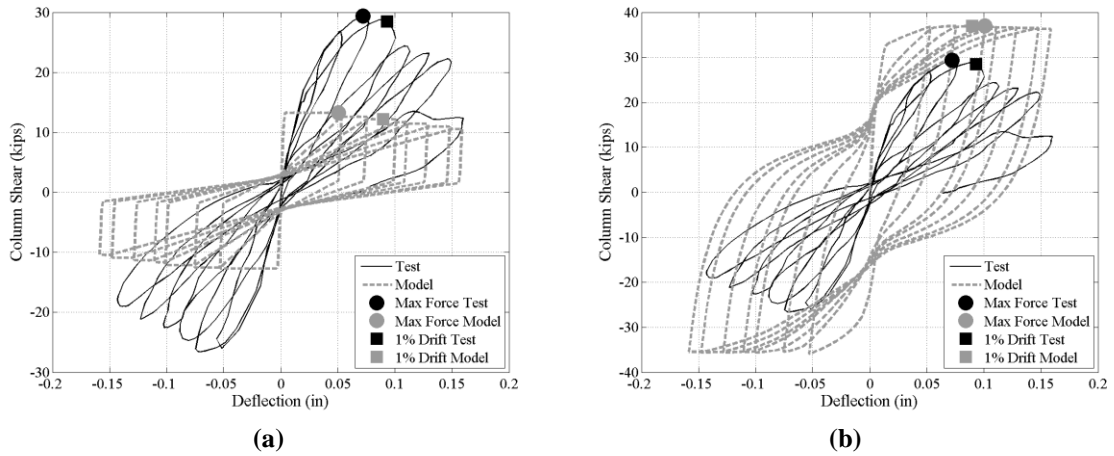 30
20
10
0
-10
-20
-30
Column Shear (kips)
-0.2 -0.15 -0.1 -0.05 0 0.05 0.1 0.15 0.2
Deflection (in)
Test
Model
Max Force Test
Max Force Model
1% Drift Test
1% Drift Model
(a)
40
30
20
10
0
-10
-20
-30
-40
Column Shear (kips)
-0.2 -0.15 -0.1 -0.05 0 0.05 0.1 0.15 0.2
Deflection (in)
Test
Model
Max Force Test
Max Force Model
1% Drift Test
1% Drift Model
(b)